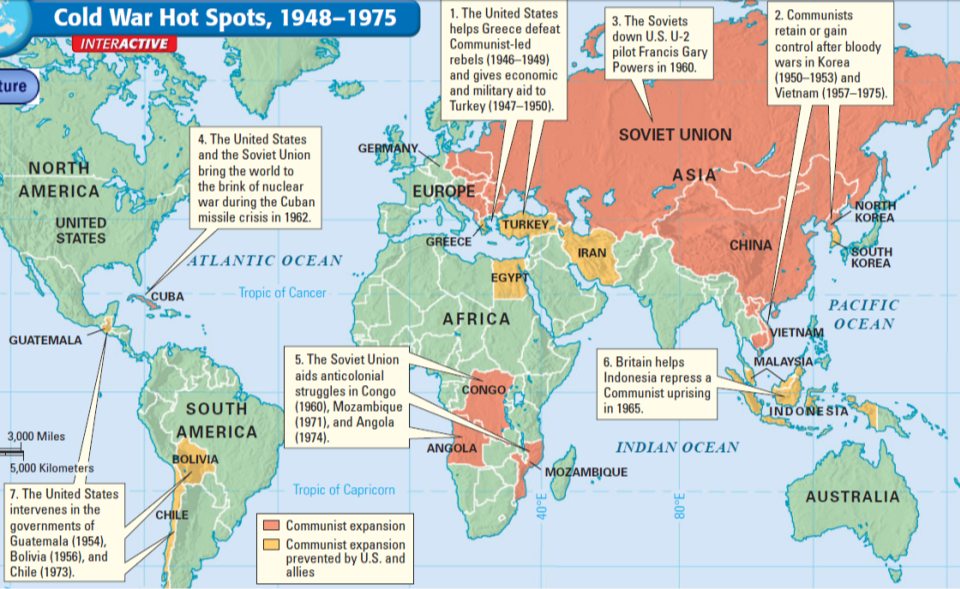 Cold War Hot Spots, 1948–1975
INTERACTIVE
ture
1. The United States
helps Greece defeat
Communist-led
rebels (1946–1949)
and gives economic
and military aid to
Turkey (1947–1950).
3. The Soviets
down U.S. U-2
pilot Francis Gary
Powers in 1960.
2. Communists
retain or gain
control after bloody
wars in Korea
(1950–1953) and
Vietnam (1957–1975).
4. The United States
and the Soviet Union
bring the world to
the brink of nuclear
war during the Cuban
missile crisis in 1962.
NORTH
AMERICA
UNITED
STATES
GERMANY
EUROPE
SOVIET UNION
ASIA
GREECE
TURKEY
IRAN
CHINA
NORTH
KOREA
SOUTH
KOREA
ATLANTIC OCEAN
EGYPT
CUBA
Tropic of Cancer
AFRICA
PACIFIC
OCEAN
GUATEMALA
VIETNAM
MALAYSIA
5. The Soviet Union
aids anticolonial
struggles in Congo
(1960), Mozambique
(1971), and Angola
(1974).
6. Britain helps
Indonesia repress a
Communist uprising
in 1965.
CONGO
SOUTH
AMERICA
INDONESIA
3,000 Miles
5,000 Kilometers
BOLIVIA
ANGOLA
INDIAN OCEAN
MOZAMBIQUE
Tropic of Capricorn
40°E
80°E
AUSTRALIA
7. The United States
intervenes in the
governments of
Guatemala (1954),
Bolivia (1956), and
Chile (1973).
CHILE
Communist expansion
Communist expansion
prevented by U.S. and
allies